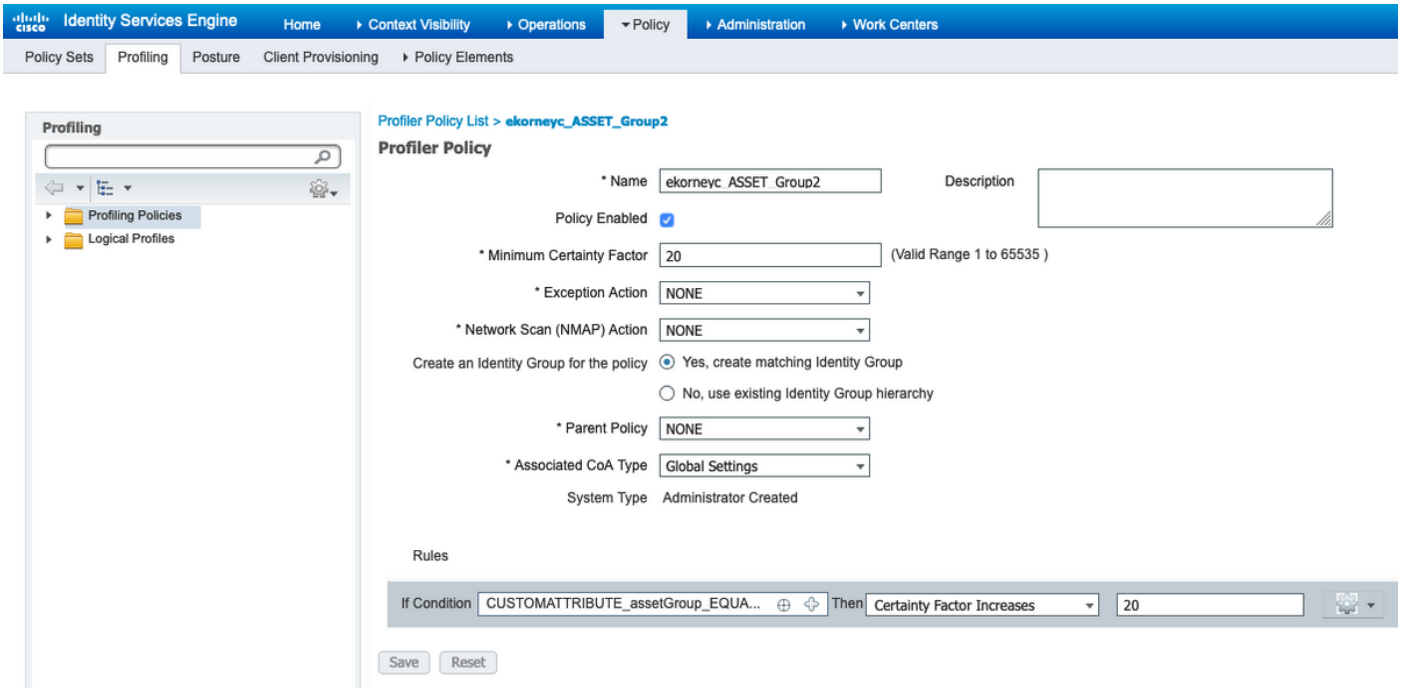 cisco Identity Services Engine Home Context Visibility Operations Policy Administration Work Centers
Policy Sets Profiling Posture Client Provisioning Policy Elements
Profiling
Profiler Policy List > ekorneyc_ASSET_Group2
Profiler Policy
* Name ekorneyc_ASSET_Group2 Description
Profiling Policies
Policy Enabled
Logical Profiles
* Minimum Certainty Factor 20 (Valid Range 1 to 65535 )
* Exception Action NONE
* Network Scan (NMAP) Action NONE
Create an Identity Group for the policy Yes, create matching Identity Group
No, use existing Identity Group hierarchy
* Parent Policy NONE
* Associated CoA Type Global Settings
System Type Administrator Created
Rules
If Condition CUSTOMATTRIBUTE_assetGroup_EQUA... Then Certainty Factor Increases 20
Save Reset